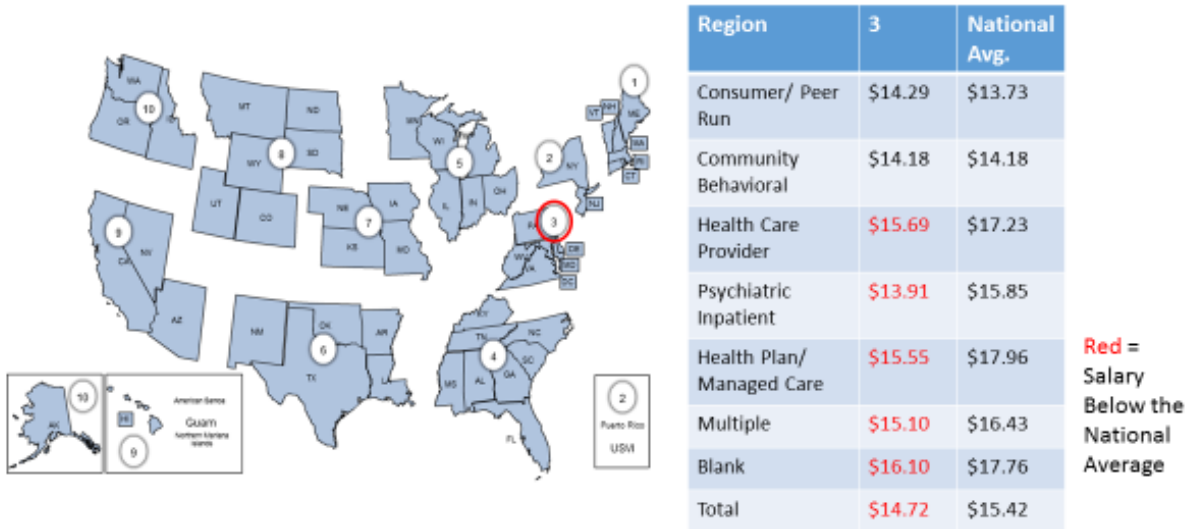 WA
OR
ID
10
MT
ND
WY
SD
8
UT
CO
MN
WI
MI
5
IL
IN
OH
2
NY
NJ
1
VT
NH
ME
MA
RI
CT
9
CA
NV
AZ
NE
IA
7
KS
MO
PA
3
DE
MD
DC
WV
VA
NM
OK
AR
6
TX
LA
KY
TN
NC
4
SC
MS
AL
GA
FL
AK
10
HI
American Samoa
Guam
Northern Mariana
Islands
9
2
Puerto Rico
USVI
Region 3 National
Avg.
Consumer/ Peer $14.29 $13.73
Run
Community $14.18 $14.18
Behavioral
Health Care $15.69 $17.23
Provider
Psychiatric $13.91 $15.85
Inpatient
Health Plan/ $15.55 $17.96
Managed Care
Multiple $15.10 $16.43
Blank $16.10 $17.76
Total $14.72 $15.42
Red =
Salary
Below the
National
Average